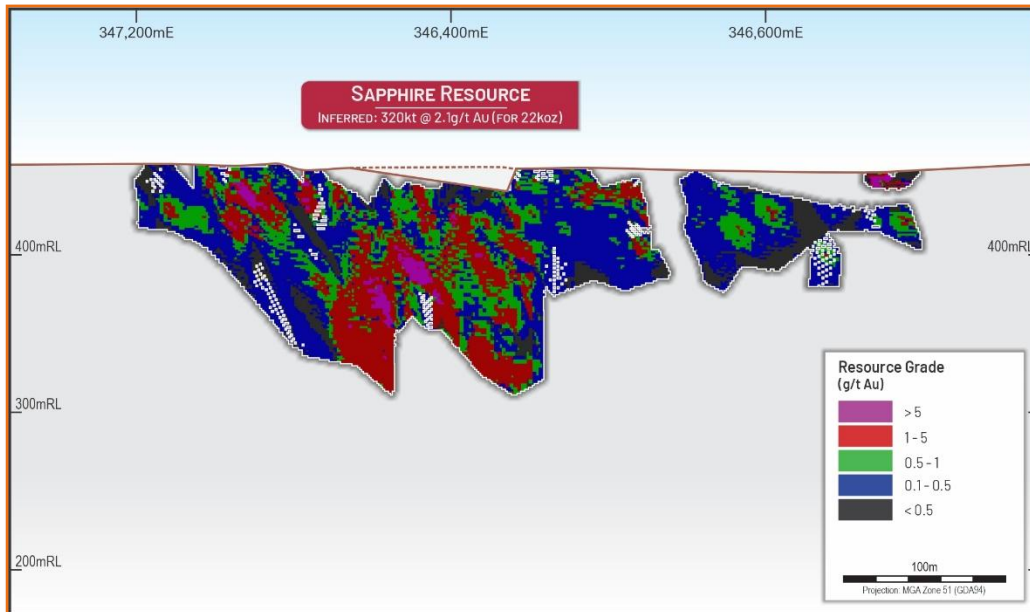 347,200mE
346,400mE
346,600mE
SAPPHIRE RESOURCE
INFERRED: 320kt @ 2.1g/t Au (FOR 22koz)
400mRL
400mRL
300mRL
200mRL
Resource Grade
(g/t Au)
> 5
1 - 5
0.5 - 1
0.1 - 0.5
< 0.5
100m
Projection: MGA Zone 51 (GDA94)